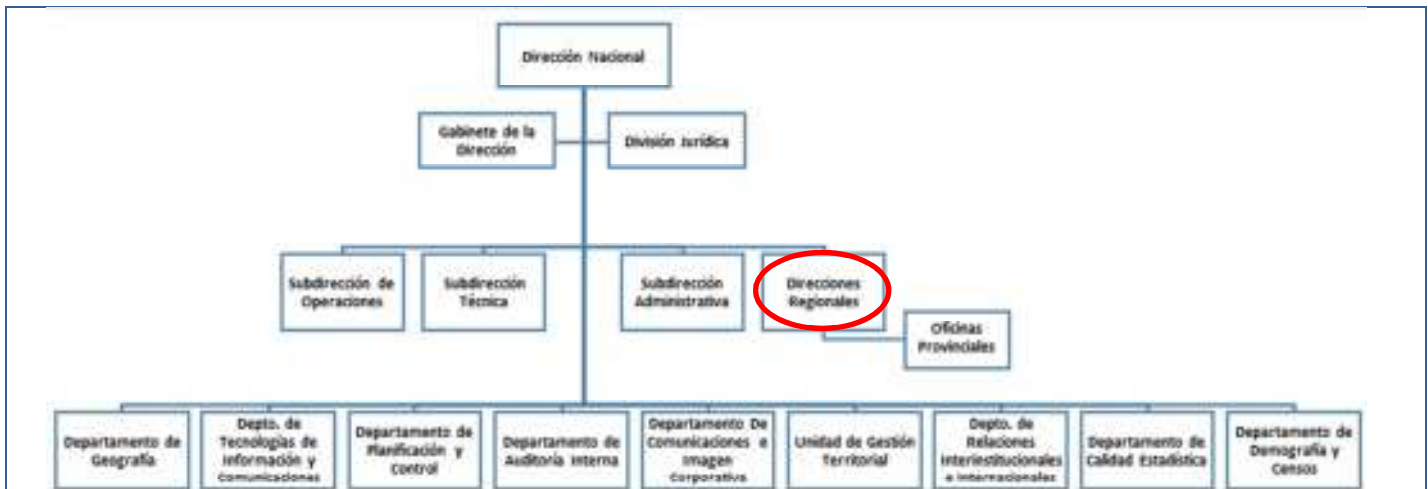 Dirección Nacional
Gabinete de la
Dirección
División Jurídica
Subdirección de
Operaciones
Subdirección
Técnica
Subdirección
Administrativa
Direcciones
Regionales
Oficinas
Provinciales
Departamento de
Geografía
Depto. de
Tecnologías de
Información y
Comunicaciones
Departamento de
Planificación y
Control
Departamento de
Auditoría Interna
Departamento De
Comunicaciones e
Imagen
Corporativa
Unidad de Gestión
Territorial
Depto. de
Relaciones
Interiestitucionales
e Internacionales
Departamento de
Calidad Estadística
Departamento de
Demografía y
Censos